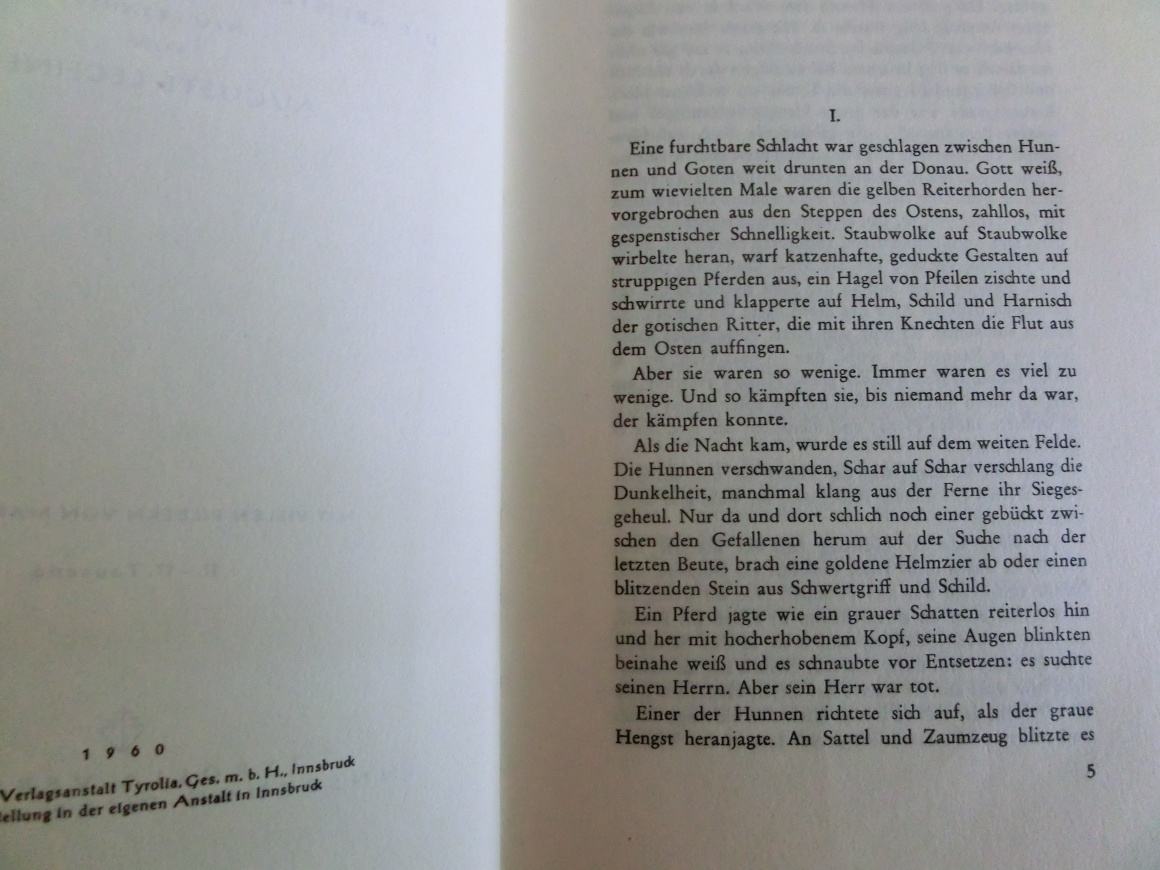 1 9 6 0
Verlagsanstalt Tyrolia, Ges. m. b. H., Innsbruck
in der eigenen Anstalt in Innsbruck
I.
Eine furchtbare Schlacht war geschlagen zwischen Hun-
nen und Goten weit drunten an der Donau. Gott weiß,
zum wievielten Male waren die gelben Reiterhorden her-
vorgebrochen aus den Steppen des Ostens, zahllos, mit
gespenstischer Schnelligkeit. Staubwolke auf Staubwolke
wirbelte heran, warf katzenhafte, geduckte Gestalten auf
struppigen Pferden aus, ein Hagel von Pfeilen zischte und
schwirrte und klapperte auf Helm, Schild und Harnisch
der gotischen Ritter, die mit ihren Knechten die Flut aus
dem Osten auffingen.
Aber sie waren so wenige. Immer waren es viel zu
wenige. Und so kämpften sie, bis niemand mehr da war,
der kämpfen konnte.
Als die Nacht kam, wurde es still auf dem weiten Felde.
Die Hunnen verschwanden, Schar auf Schar verschlang die
Dunkelheit, manchmal klang aus der Ferne ihr Sieges-
geheul. Nur da und dort schlich noch einer gebückt zwi-
schen den Gefallenen herum auf der Suche nach der
letzten Beute, brach eine goldene Helmzier ab oder einen
blitzenden Stein aus Schwertgriff und Schild.
Ein Pferd jagte wie ein grauer Schatten reiterlos hin
und her mit hocherhobenem Kopf, seine Augen blinkten
beinahe weiß und es schnaubte vor Entsetzen: es suchte
seinen Herrn. Aber sein Herr war tot.
Einer der Hunnen richtete sich auf, als der graue
Hengst heranjagte. An Sattel und Zaumzeug blitzte es
5